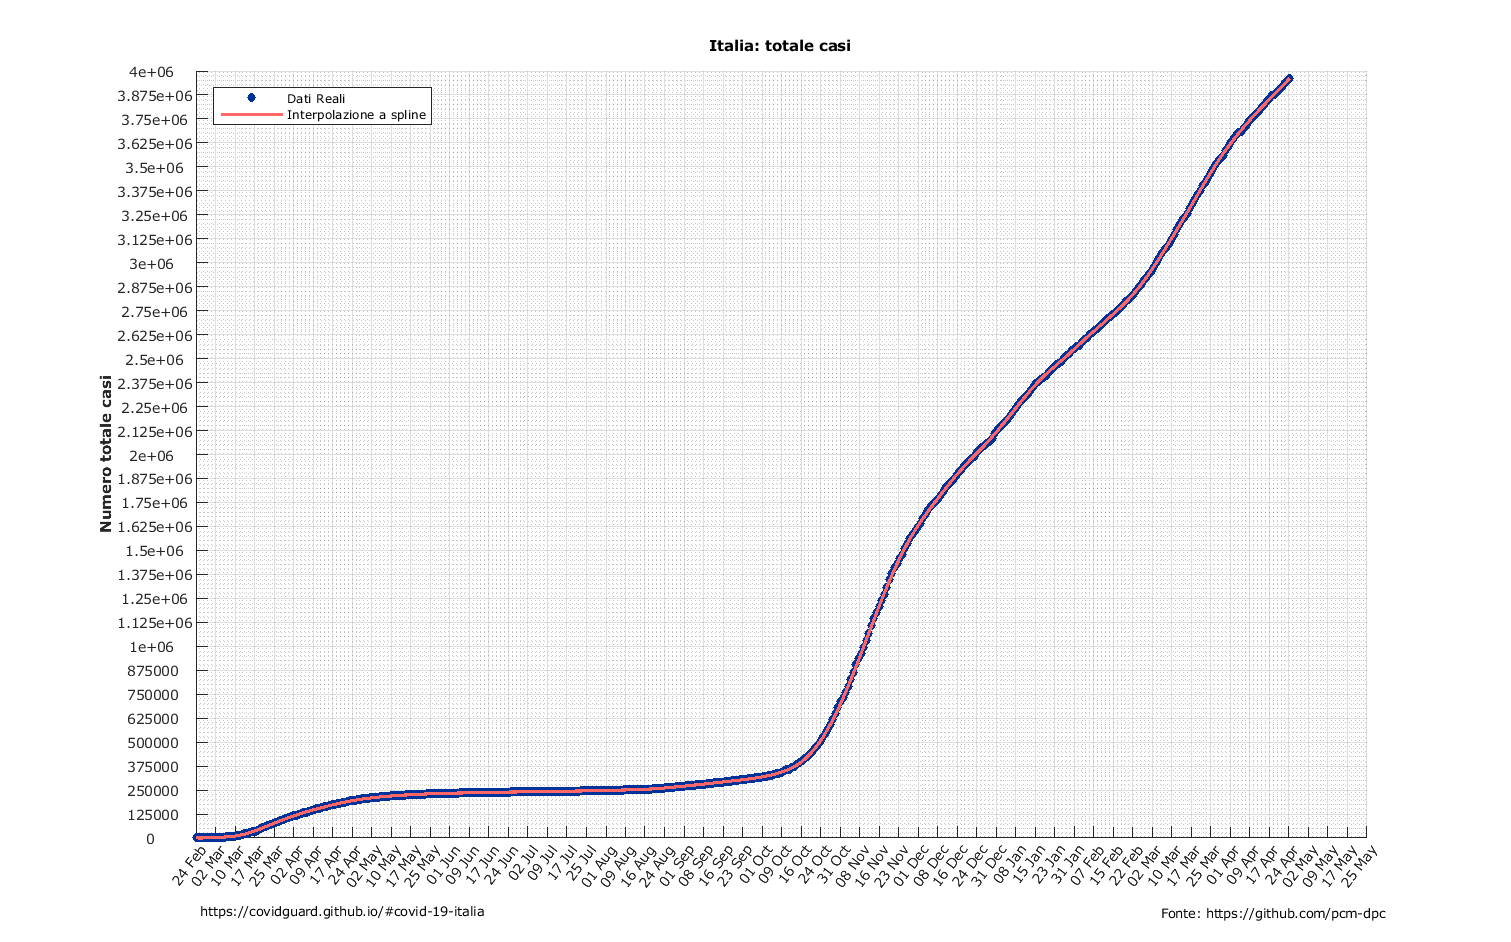 Italia: totale casi
4e+06
3.875e+06
3.75e+06
3.625e+06
3.5e+06
3.375e+06
3.25e+06
3.125e+06
3e+06
2.875e+06
2.75e+06
2.625e+06
2.5e+06
2.375e+06
2.25e+06
2.125e+06
2e+06
1.875e+06
1.75e+06
1.625e+06
1.5e+06
1.375e+06
1.25e+06
1.125e+06
1e+06
875000
750000
625000
500000
375000
250000
125000
0
Numero totale casi
Dati Reali
Interpolazione a spline
24 Feb
02 Mar
10 Mar
17 Mar
25 Mar
02 Apr
09 Apr
17 Apr
24 Apr
02 May
10 May
17 May
25 May
01 Jun
09 Jun
17 Jun
24 Jun
02 Jul
09 Jul
17 Jul
25 Jul
01 Aug
09 Aug
16 Aug
24 Aug
01 Sep
08 Sep
16 Sep
23 Sep
01 Oct
09 Oct
16 Oct
24 Oct
31 Oct
08 Nov
16 Nov
23 Nov
01 Dec
08 Dec
16 Dec
24 Dec
31 Dec
08 Jan
15 Jan
23 Jan
31 Jan
07 Feb
15 Feb
22 Feb
02 Mar
10 Mar
17 Mar
25 Mar
01 Apr
09 Apr
17 Apr
24 Apr
02 May
09 May
17 May
25 May
https://covidguard.github.io/#covid-19-italia
Fonte: https://github.com/pcm-dpc